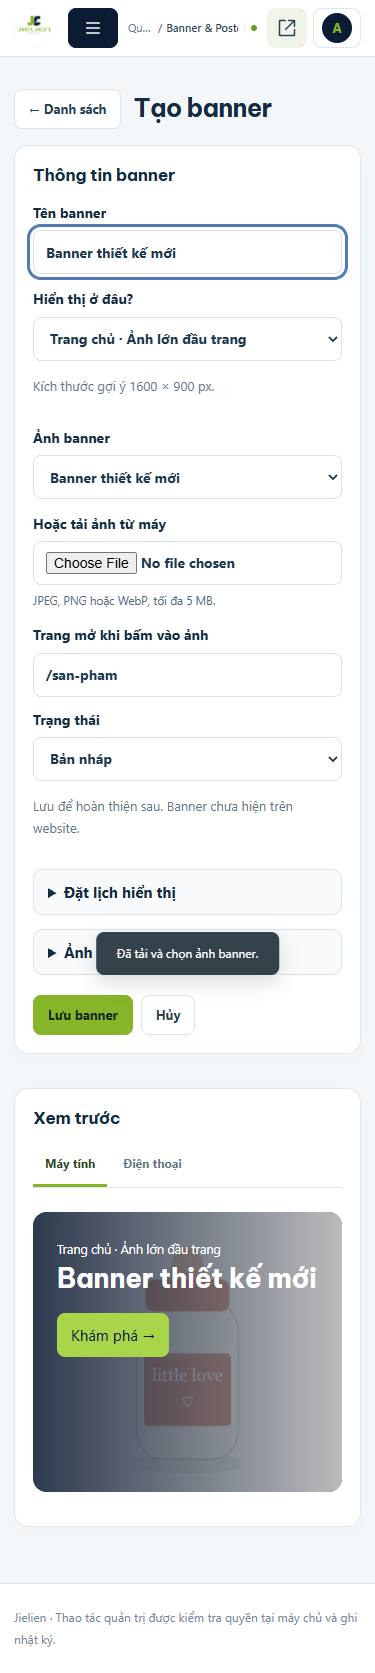 JC
JIELIEN
Qu... / Banner & Post
A
← Danh sách
Tạo banner
Thông tin banner
Tên banner
Banner thiết kế mới
Hiển thị ở đâu?
Trang chủ · Ảnh lớn đầu trang
Kích thước gợi ý 1600 × 900 px.
Ảnh banner
Banner thiết kế mới
Hoặc tải ảnh từ máy
Choose File No file chosen
JPEG, PNG hoặc WebP, tối đa 5 MB.
Trang mở khi bấm vào ảnh
/san-pham
Trạng thái
Bản nháp
Lưu để hoàn thiện sau. Banner chưa hiện trên
website.
▶ Đặt lịch hiển thị
▶ Ảnh
Đã tải và chọn ảnh banner.
Lưu banner
Hủy
Xem trước
Máy tính
Điện thoại
Trang chủ · Ảnh lớn đầu trang
Banner thiết kế mới
Khám phá →
little love
♡
Jielien · Thao tác quản trị được kiểm tra quyền tại máy chủ và ghi
nhật ký.